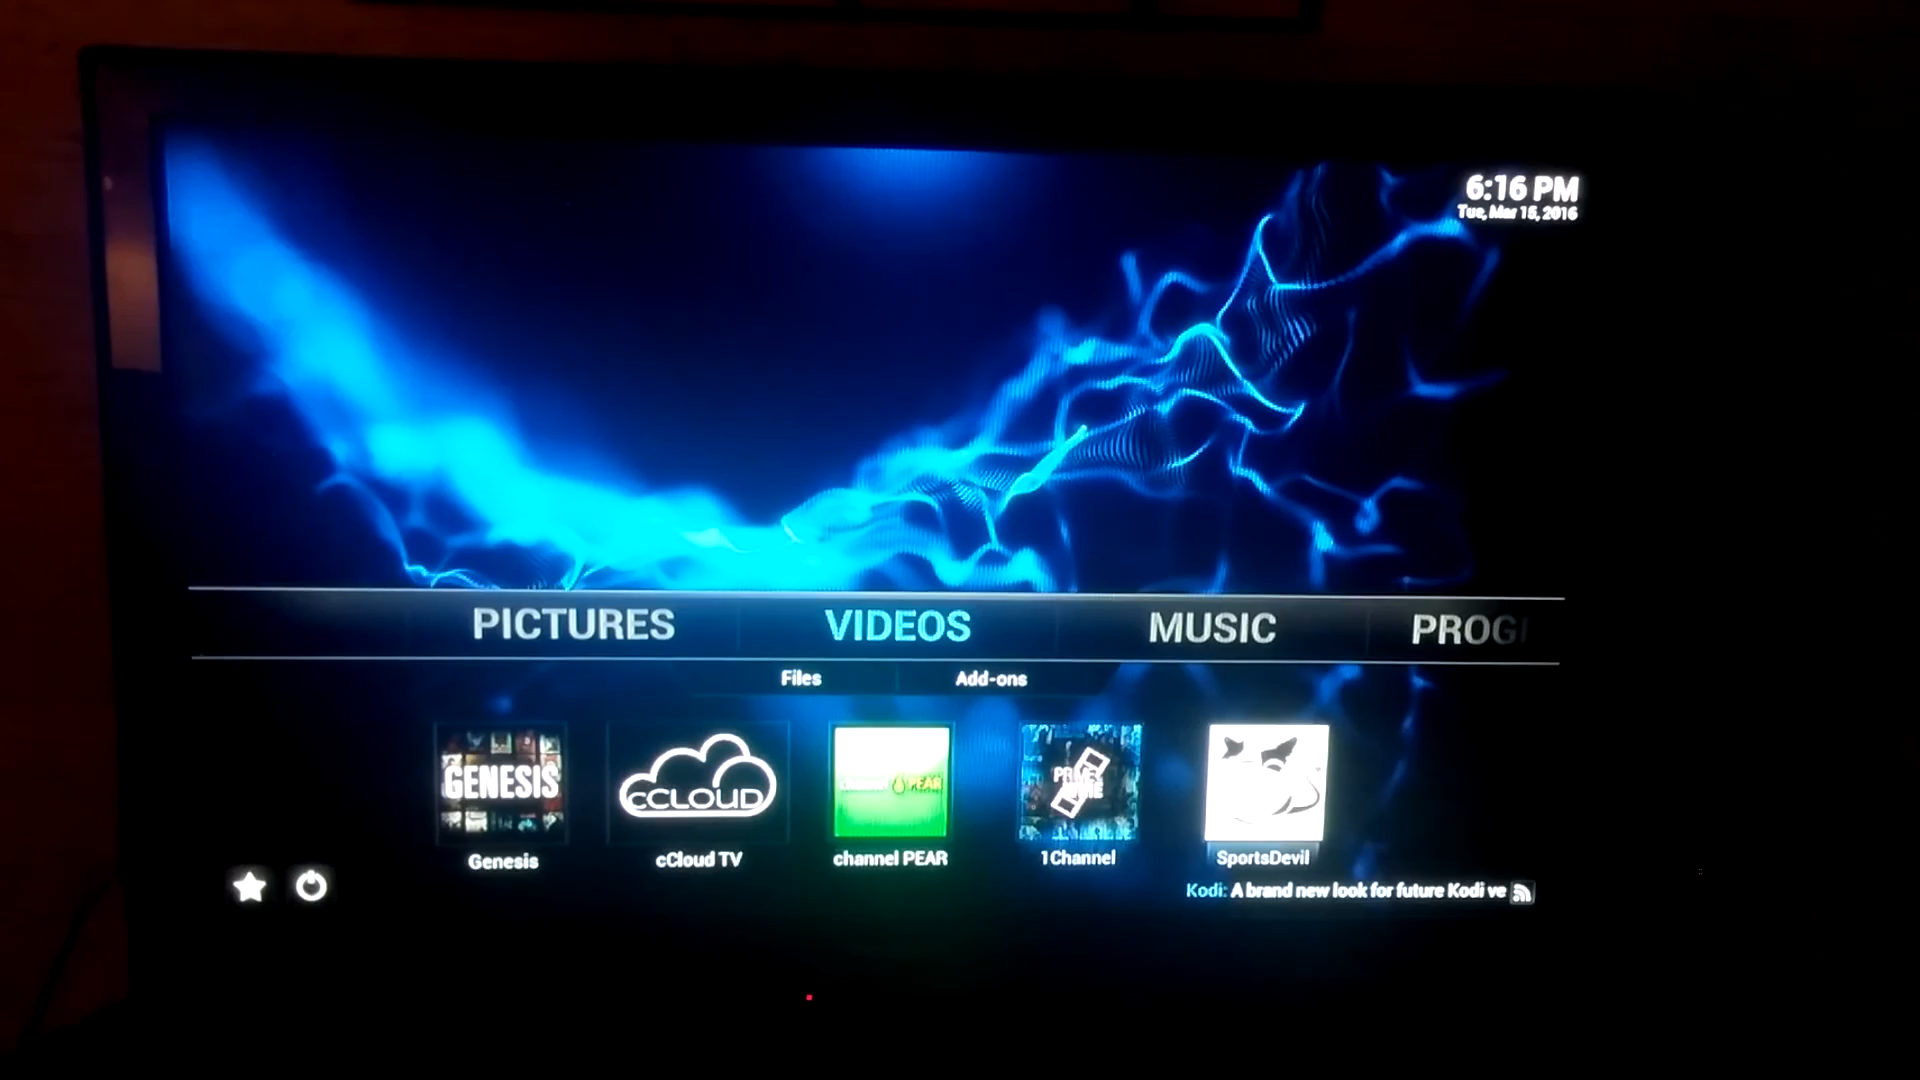 6:16 PM
Tue, Mar 15, 2016
PICTURES VIDEOS MUSIC PROG
Files Add-ons
GENESIS
CCLOUD
PEAR
Genesis cCloud TV channel PEAR 1Channel SportsDevil
Kodi: A brand new look for future Kodi ve